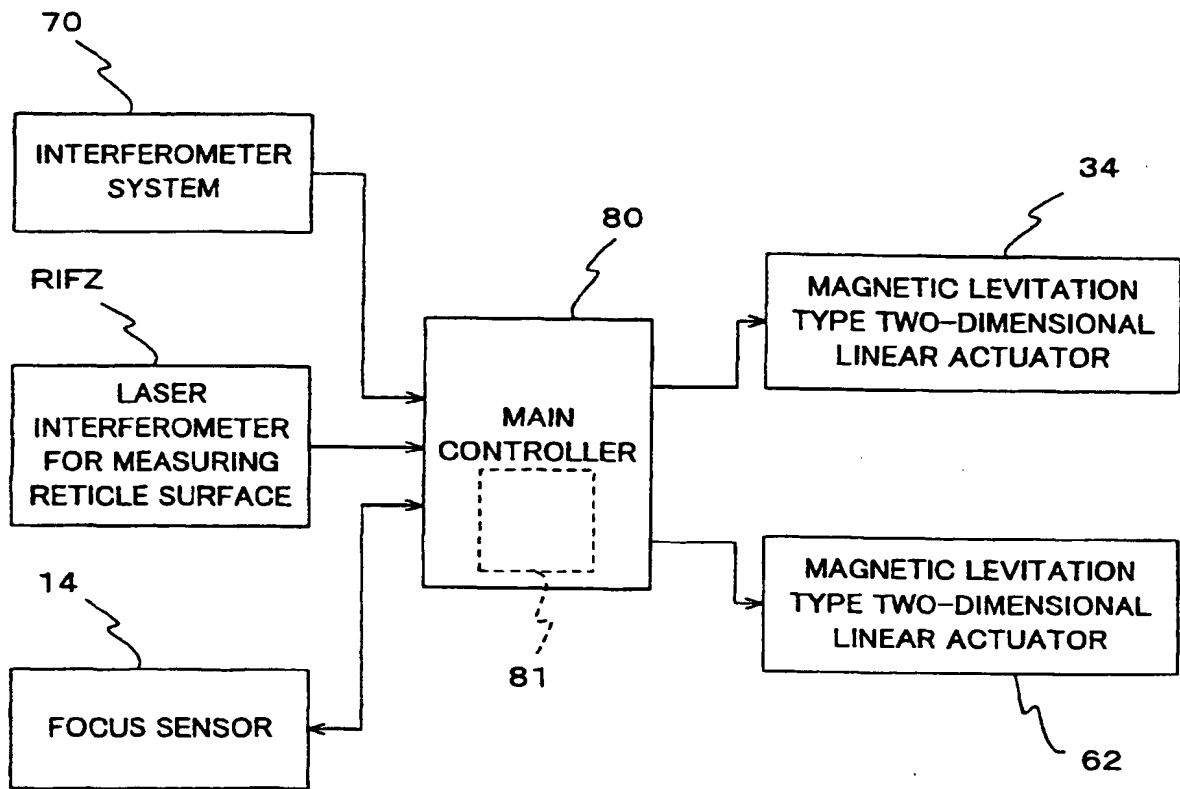 70
INTERFEROMETER
SYSTEM
RIFZ
LASER
INTERFEROMETER
FOR MEASURING
RETICLE SURFACE
14
FOCUS SENSOR
80
MAIN
CONTROLLER
81
34
MAGNETIC LEVITATION
TYPE TWO-DIMENSIONAL
LINEAR ACTUATOR
MAGNETIC LEVITATION
TYPE TWO-DIMENSIONAL
LINEAR ACTUATOR
62